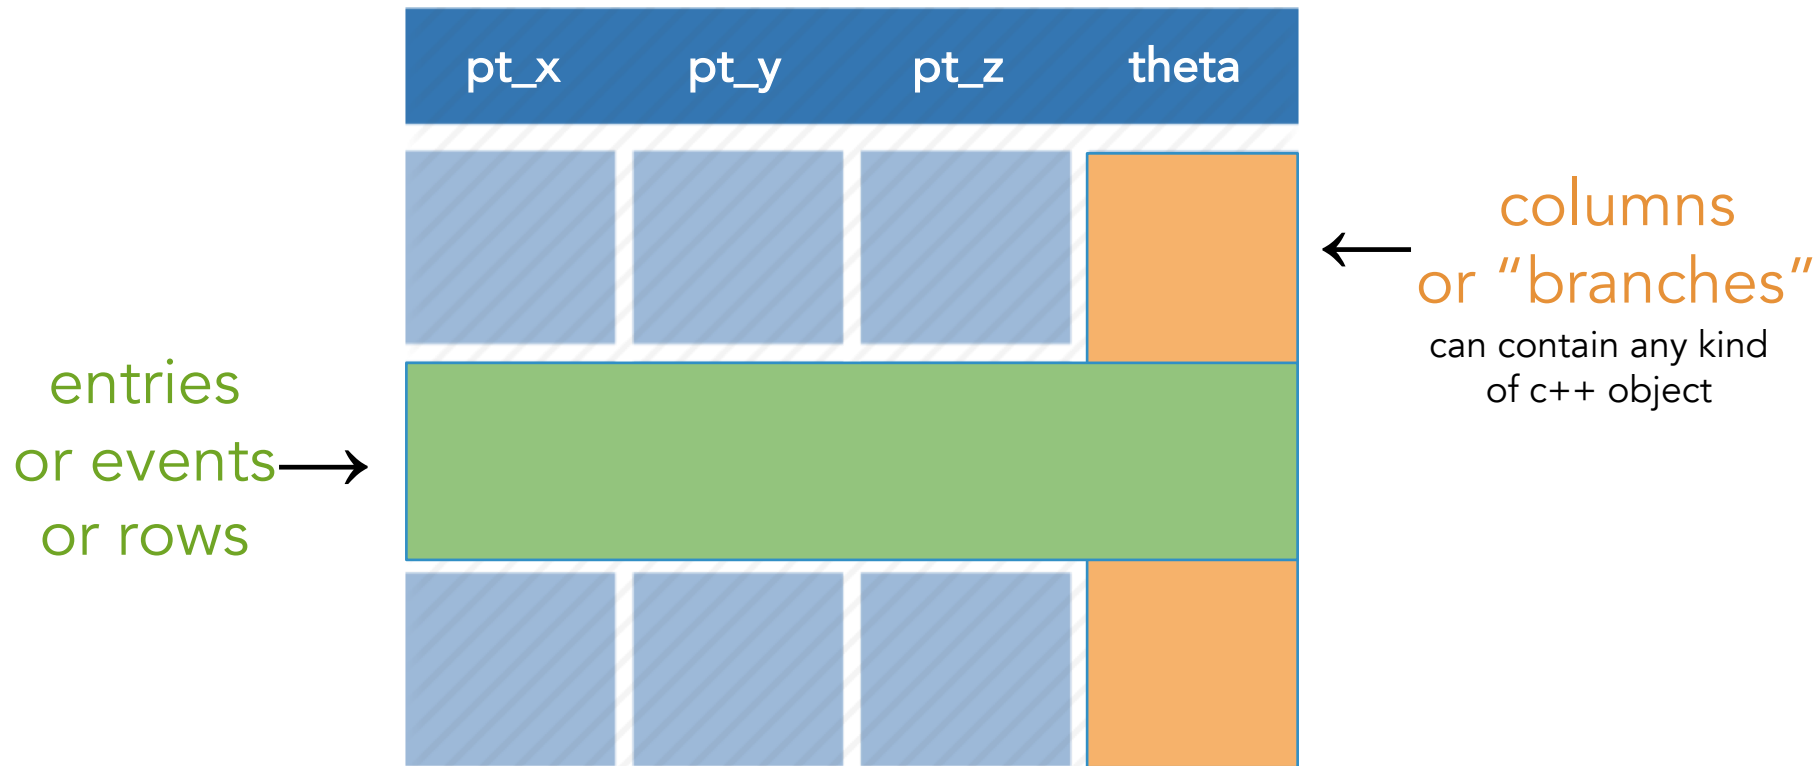 pt_x pt_y pt_z theta
columns
or “branches”
can contain any kind
of c++ object
entries
or events
or rows